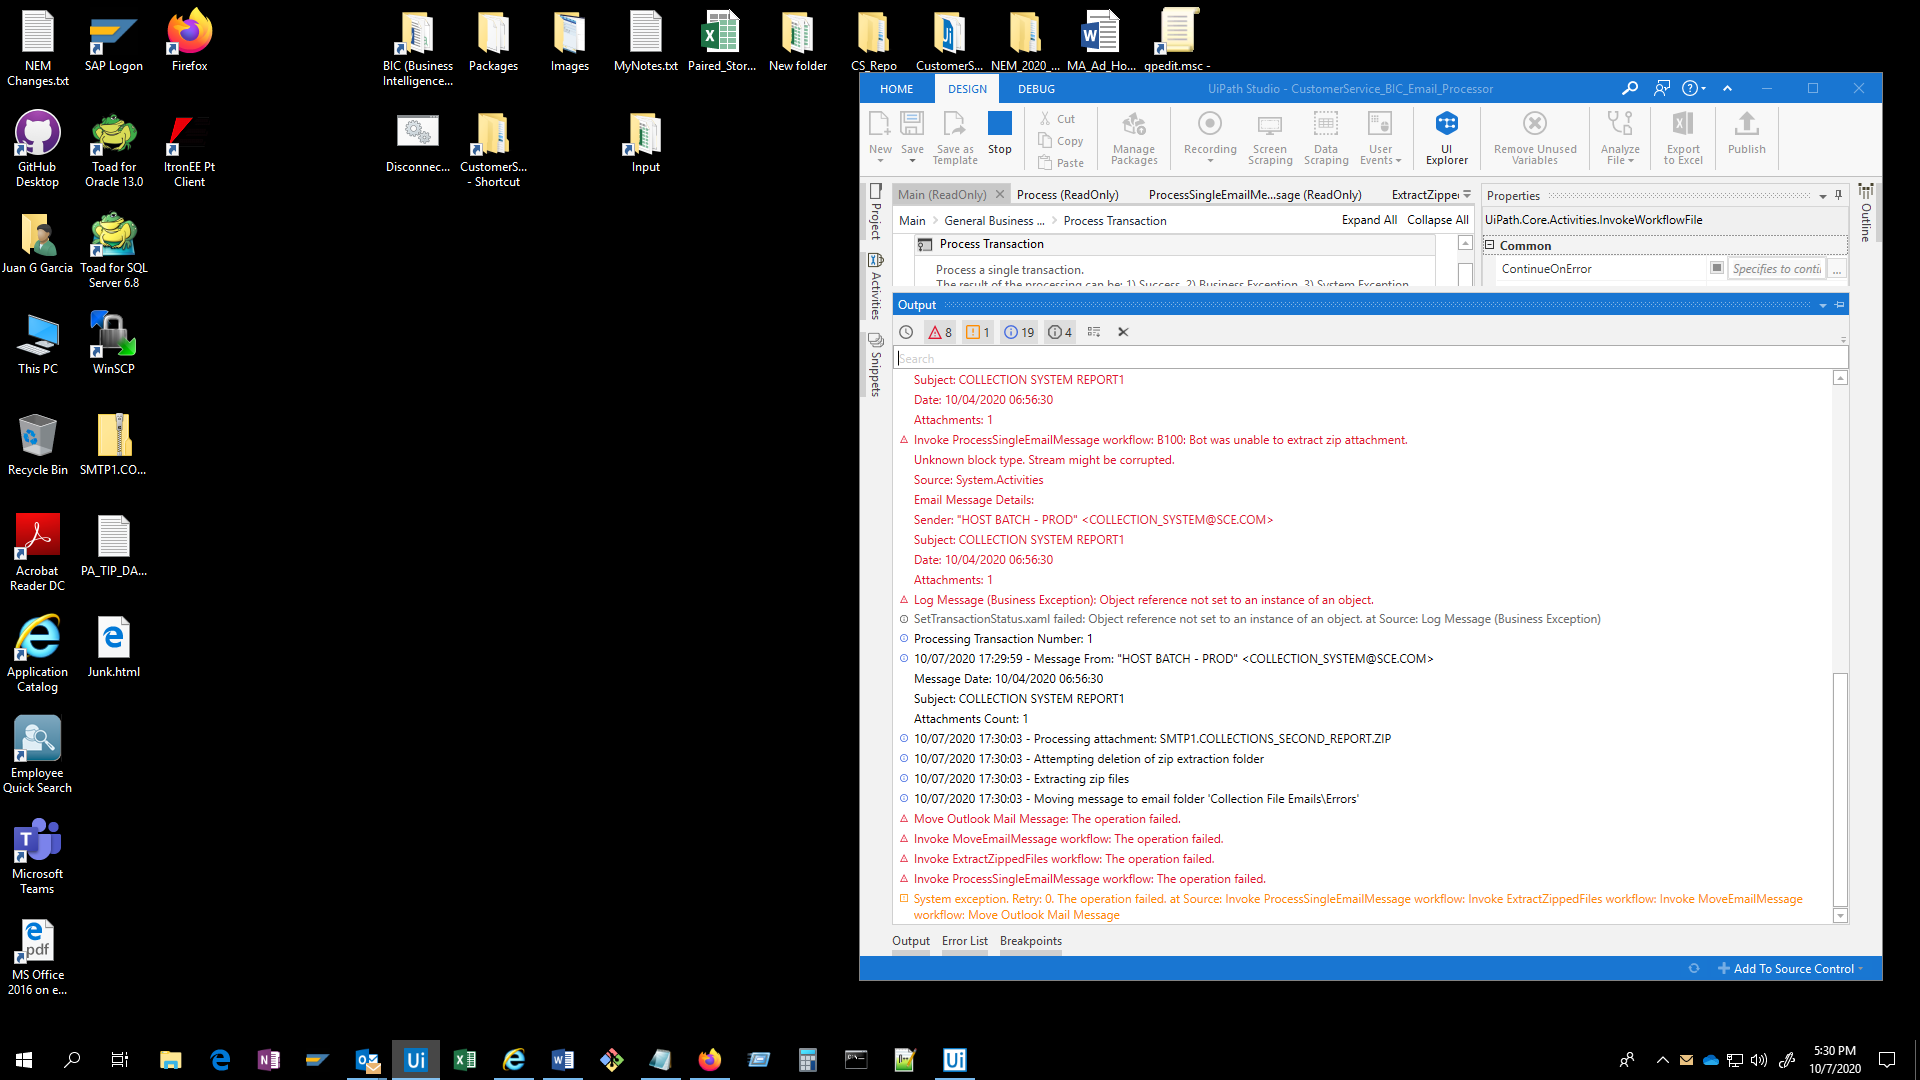 NEM
Changes.txt
SAP Logon
Firefox
BIC (Business
Intelligence...
Packages
Images
MyNotes.txt
Paired_Stor...
New folder
CS_Repo
CustomerS...
NEM_2020_...
MA_Ad_Ho...
gpedit.msc -
GitHub
Desktop
Toad for
Oracle 13.0
ItronEE Pt
Client
Disconnec...
CustomerS...
- Shortcut
Input
Juan G Garcia
Toad for SQL
Server 6.8
This PC
WinSCP
Recycle Bin
SMTP1.CO...
Acrobat
Reader DC
PA_TIP_DA...
Application
Catalog
Junk.html
Employee
Quick Search
Microsoft
Teams
MS Office
2016 on e...
HOME
DESIGN
DEBUG
UiPath Studio - CustomerService_BIC_Email_Processor
New
Save
Save as
Template
Stop
Cut
Copy
Paste
Manage
Packages
Recording
Screen
Scraping
Data
Scraping
User
Events
UI
Explorer
Remove Unused
Variables
Analyze
File
Export
to Excel
Publish
Project
Activities
Snippets
Main (ReadOnly)
Process (ReadOnly)
ProcessSingleEmailMe...sage (ReadOnly)
ExtractZippe
Main > General Business ... > Process Transaction
Expand All
Collapse All
Process Transaction
Process a single transaction.
The result of the processing can be: 1) Success, 2) Business Exception, 3) System Exception
Properties
UiPath.Core.Activities.InvokeWorkflowFile
Common
ContinueOnError
Specifies to conti
...
Outline
Output
8
1
19
4
Search
Subject: COLLECTION SYSTEM REPORT1
Date: 10/04/2020 06:56:30
Attachments: 1
Invoke ProcessSingleEmailMessage workflow: B100: Bot was unable to extract zip attachment.
Unknown block type. Stream might be corrupted.
Source: System.Activities
Email Message Details:
Sender: "HOST BATCH - PROD" <COLLECTION_SYSTEM@SCE.COM>
Subject: COLLECTION SYSTEM REPORT1
Date: 10/04/2020 06:56:30
Attachments: 1
Log Message (Business Exception): Object reference not set to an instance of an object.
SetTransactionStatus.xaml failed: Object reference not set to an instance of an object. at Source: Log Message (Business Exception)
Processing Transaction Number: 1
10/07/2020 17:29:59 - Message From: "HOST BATCH - PROD" <COLLECTION_SYSTEM@SCE.COM>
Message Date: 10/04/2020 06:56:30
Subject: COLLECTION SYSTEM REPORT1
Attachments Count: 1
10/07/2020 17:30:03 - Processing attachment: SMTP1.COLLECTIONS_SECOND_REPORT.ZIP
10/07/2020 17:30:03 - Attempting deletion of zip extraction folder
10/07/2020 17:30:03 - Extracting zip files
10/07/2020 17:30:03 - Moving message to email folder 'Collection File Emails\Errors'
Move Outlook Mail Message: The operation failed.
Invoke MoveEmailMessage workflow: The operation failed.
Invoke ExtractZippedFiles workflow: The operation failed.
Invoke ProcessSingleEmailMessage workflow: The operation failed.
System exception. Retry: 0. The operation failed. at Source: Invoke ProcessSingleEmailMessage workflow: Invoke ExtractZippedFiles workflow: Invoke MoveEmailMessage
workflow: Move Outlook Mail Message
Output
Error List
Breakpoints
Add To Source Control
5:30 PM
10/7/2020